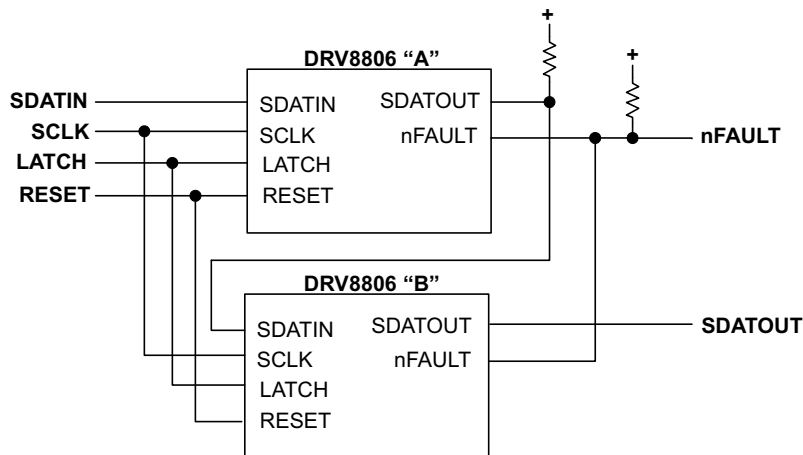 +
+
DRV8806 “A”
SDATIN
SCLK
LATCH
RESET
SDATIN
SCLK
LATCH
RESET
SDATOUT
nFAULT
nFAULT
DRV8806 “B”
SDATIN
SCLK
LATCH
RESET
SDATOUT
nFAULT
SDATOUT